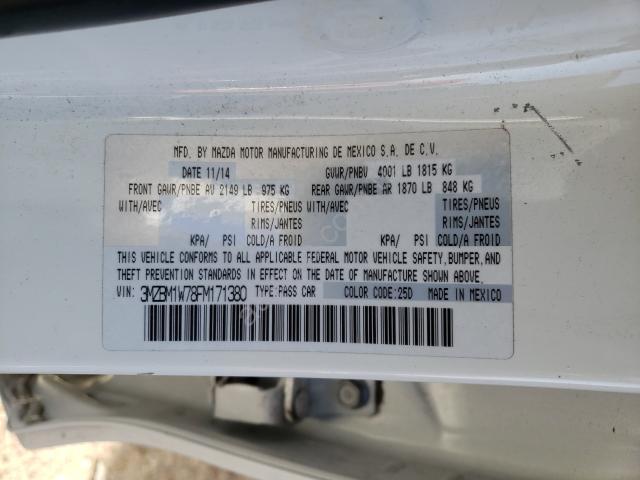 MFD. BY MAZDA MOTOR MANUFACTURING DE MEXICO S.A. DE C.V.
DATE 11/14 GVWR/PNBV 4001 LB 1815 KG
FRONT GAWR/PNBE AV 2149 LB 975 KG REAR GAWR/PNBE AR 1870 LB 848 KG
WITH/AVEC TIRES/PNEUS WITH/AVEC TIRES/PNEUS
RIMS/JANTES RIMS/JANTES
KPA/ PSI COLD/A FROID KPA/ PSI COLD/A FROID
THIS VEHICLE CONFORMS TO ALL APPLICABLE FEDERAL MOTOR VEHICLE SAFETY, BUMPER, AND
THEFT PREVENTION STANDARDS IN EFFECT ON THE DATE OF MANUFACTURE SHOWN ABOVE.
VIN: 3MZBM1W78FM171380 TYPE:PASS CAR COLOR CODE:25D MADE IN MEXICO